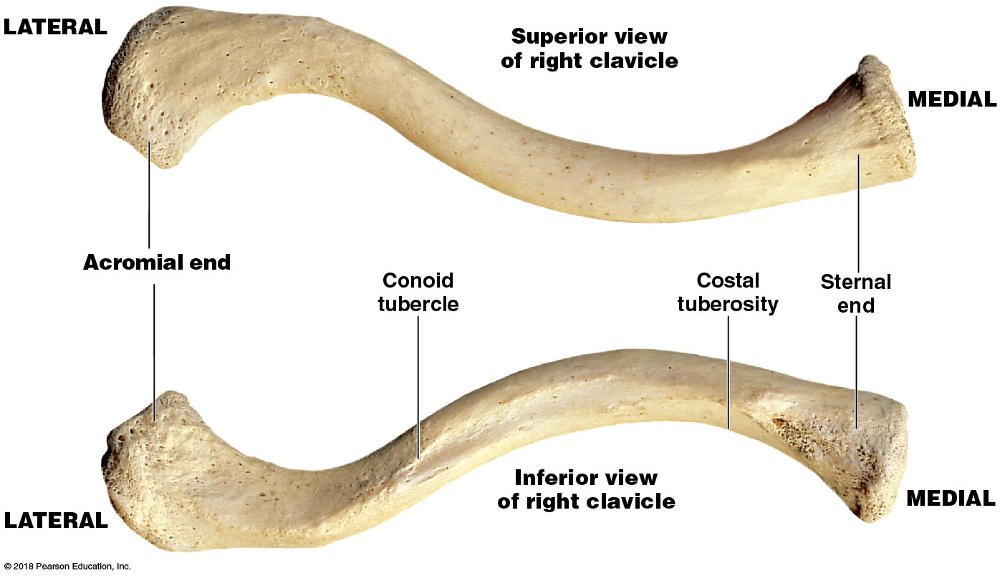 LATERAL
Superior view
of right clavicle
MEDIAL
Acromial end
Conoid
tubercle
Costal
tuberosity
Sternal
end
Inferior view
of right clavicle
LATERAL
MEDIAL
© 2018 Pearson Education, Inc.